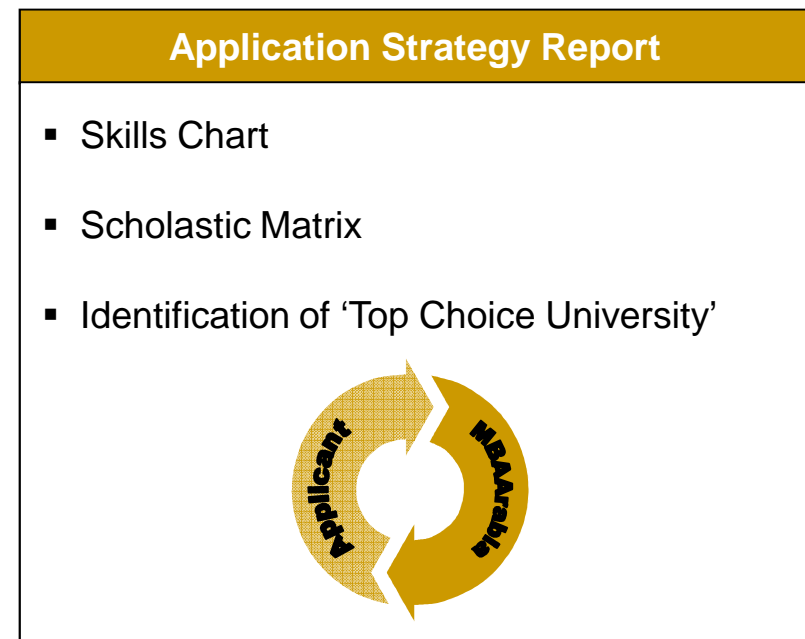 Application Strategy Report
▪ Skills Chart
▪ Scholastic Matrix
▪ Identification of ‘Top Choice University’
Applicant
MBAArabia